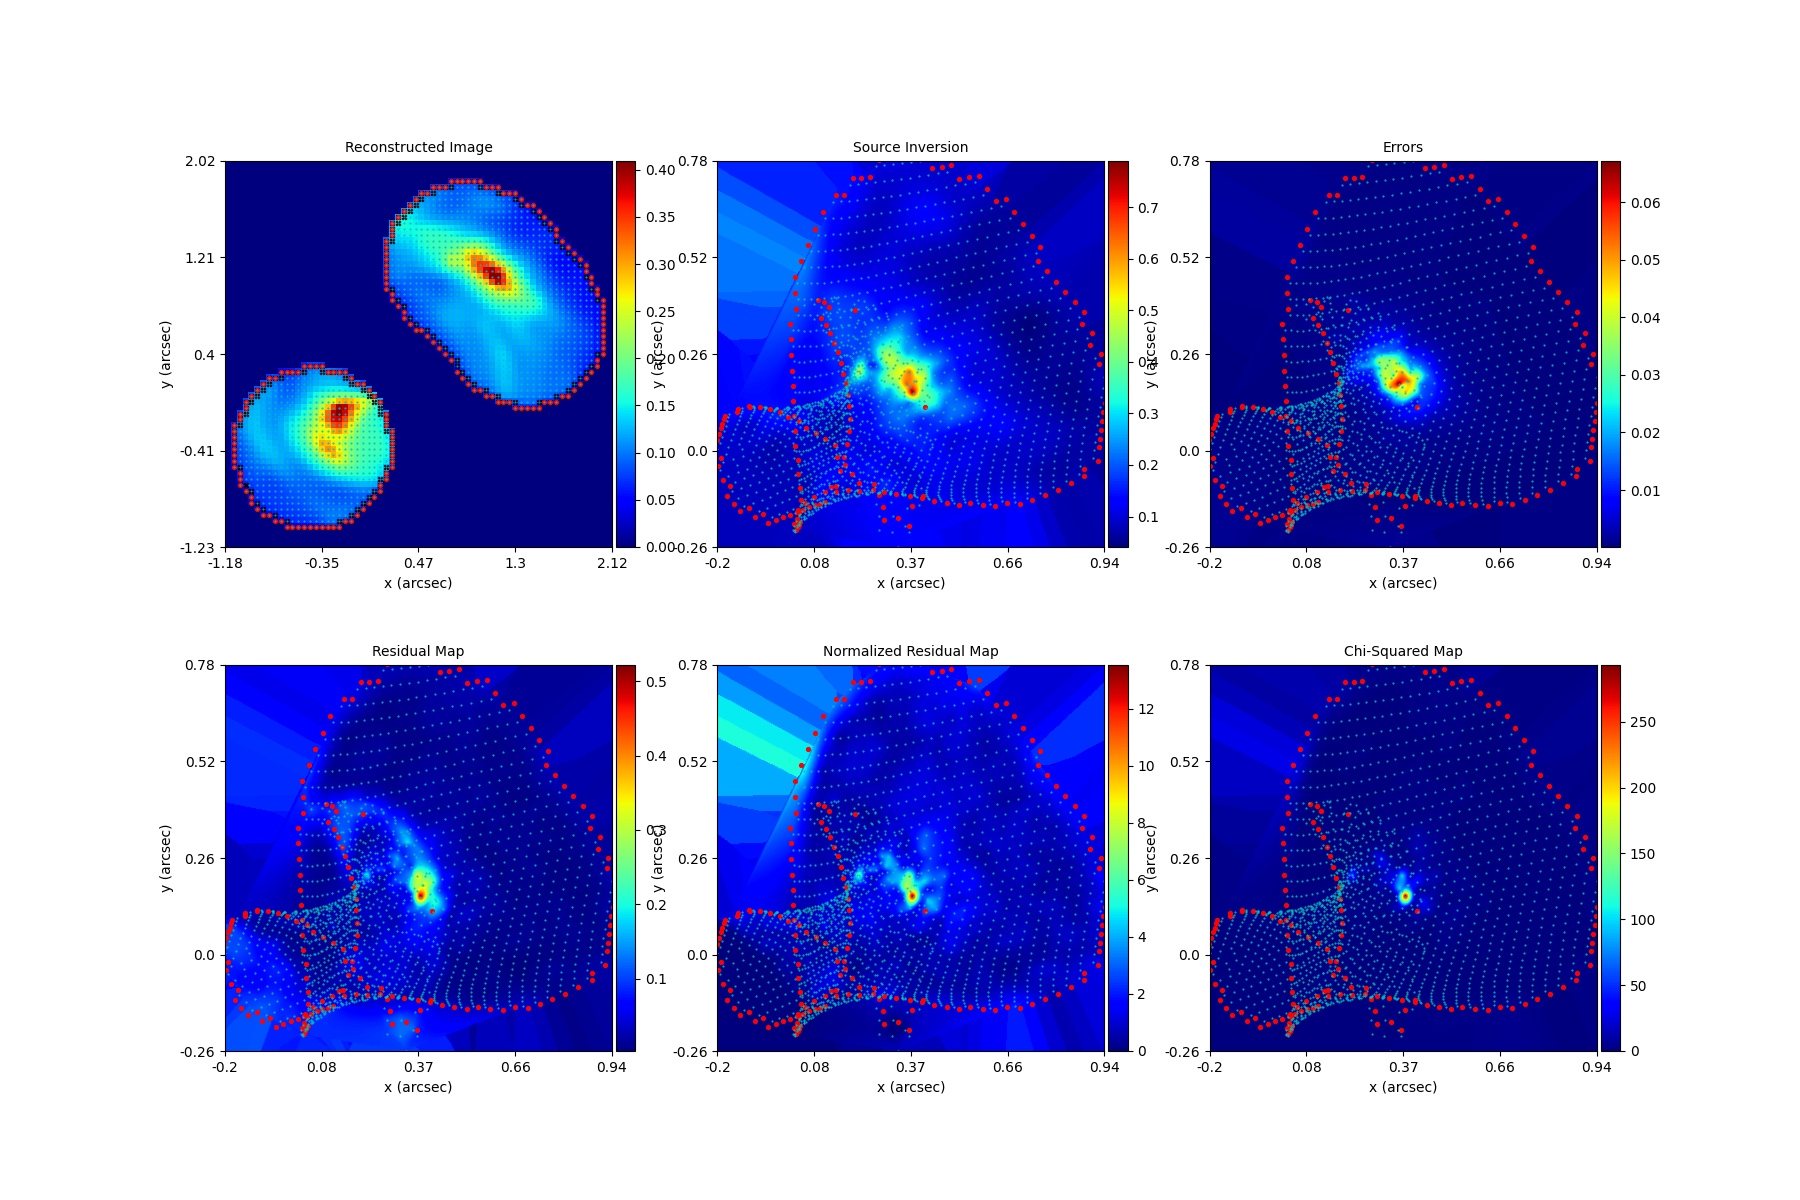 Reconstructed Image
y (arcsec)
2.02
1.21
0.4
-0.41
-1.23
-1.18 -0.35 0.47 1.3 2.12
x (arcsec)
0.40
0.35
0.30
0.25
0.20
0.15
0.10
0.05
0.00
Source Inversion
y (arcsec)
0.78
0.52
0.26
0.0
-0.26
-0.2 0.08 0.37 0.66 0.94
x (arcsec)
0.7
0.6
0.5
0.4
0.3
0.2
0.1
Errors
y (arcsec)
0.78
0.52
0.26
0.0
-0.26
-0.2 0.08 0.37 0.66 0.94
x (arcsec)
0.06
0.05
0.04
0.03
0.02
0.01
Residual Map
y (arcsec)
0.78
0.52
0.26
0.0
-0.26
-0.2 0.08 0.37 0.66 0.94
x (arcsec)
0.5
0.4
0.3
0.2
0.1
Normalized Residual Map
y (arcsec)
0.78
0.52
0.26
0.0
-0.26
-0.2 0.08 0.37 0.66 0.94
x (arcsec)
12
10
8
6
4
2
0
Chi-Squared Map
y (arcsec)
0.78
0.52
0.26
0.0
-0.26
-0.2 0.08 0.37 0.66 0.94
x (arcsec)
250
200
150
100
50
0